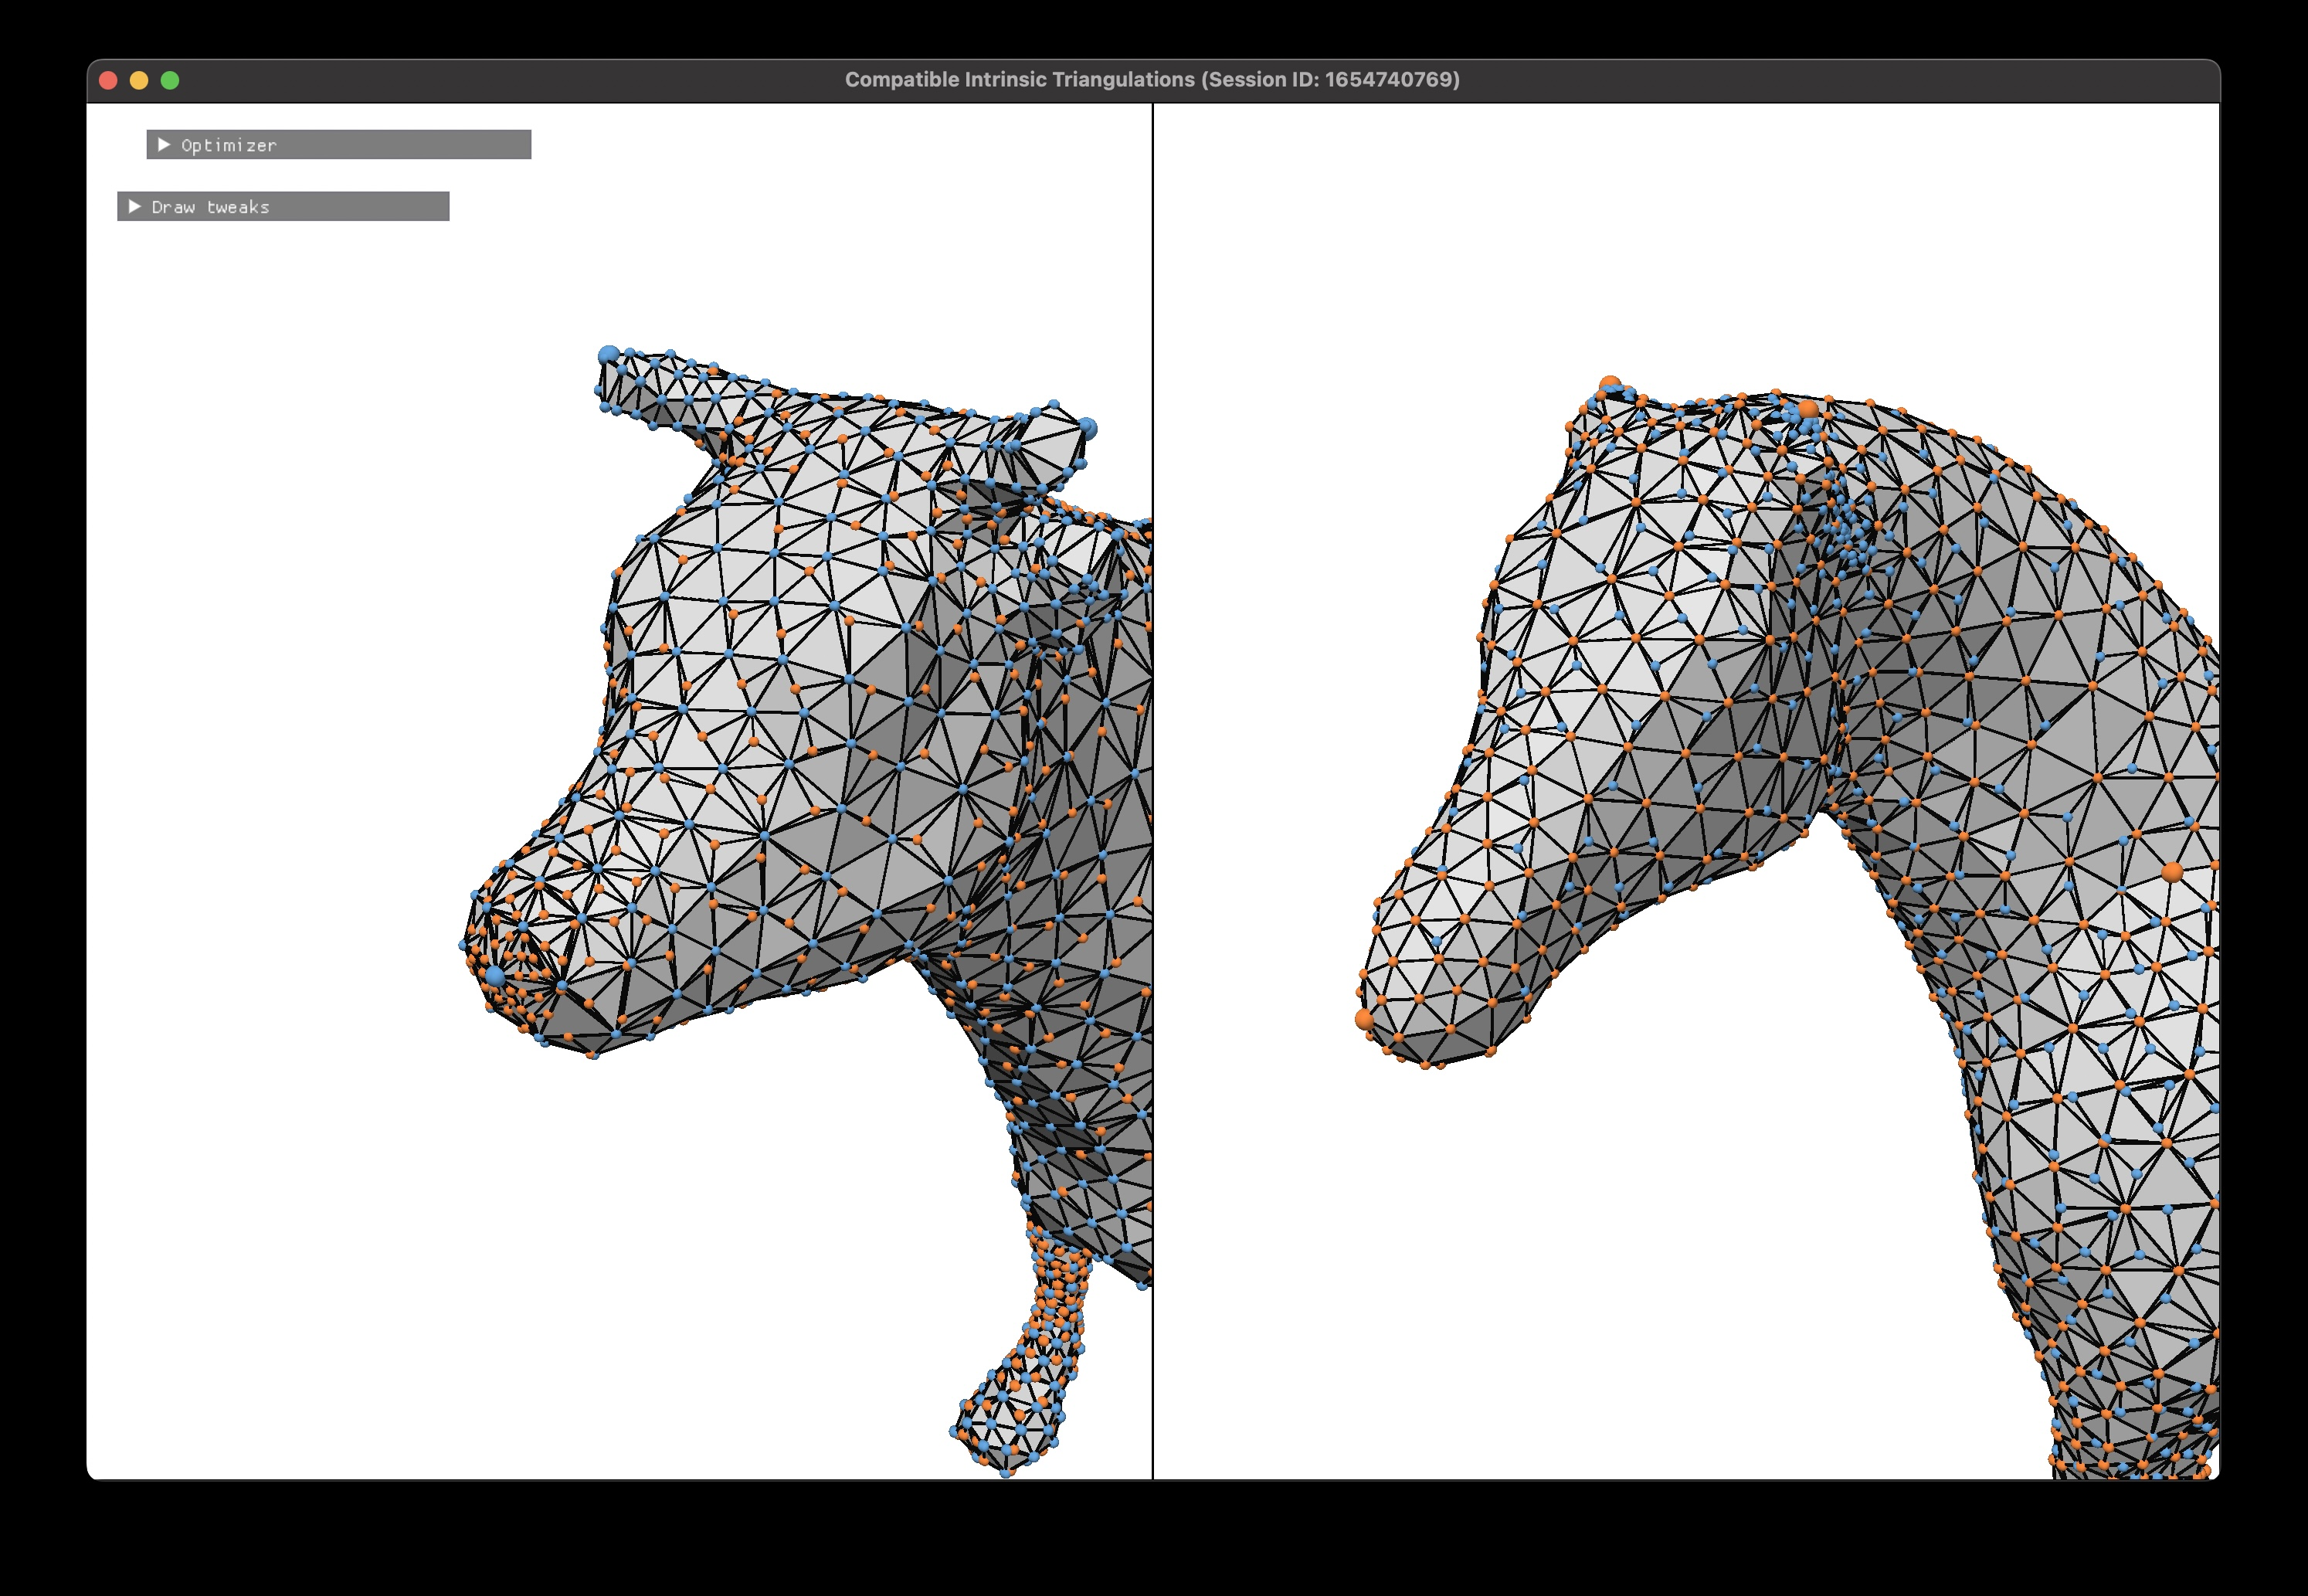 Compatible Intrinsic Triangulations (Session ID: 1654740769)
Optimizer
Draw tweaks